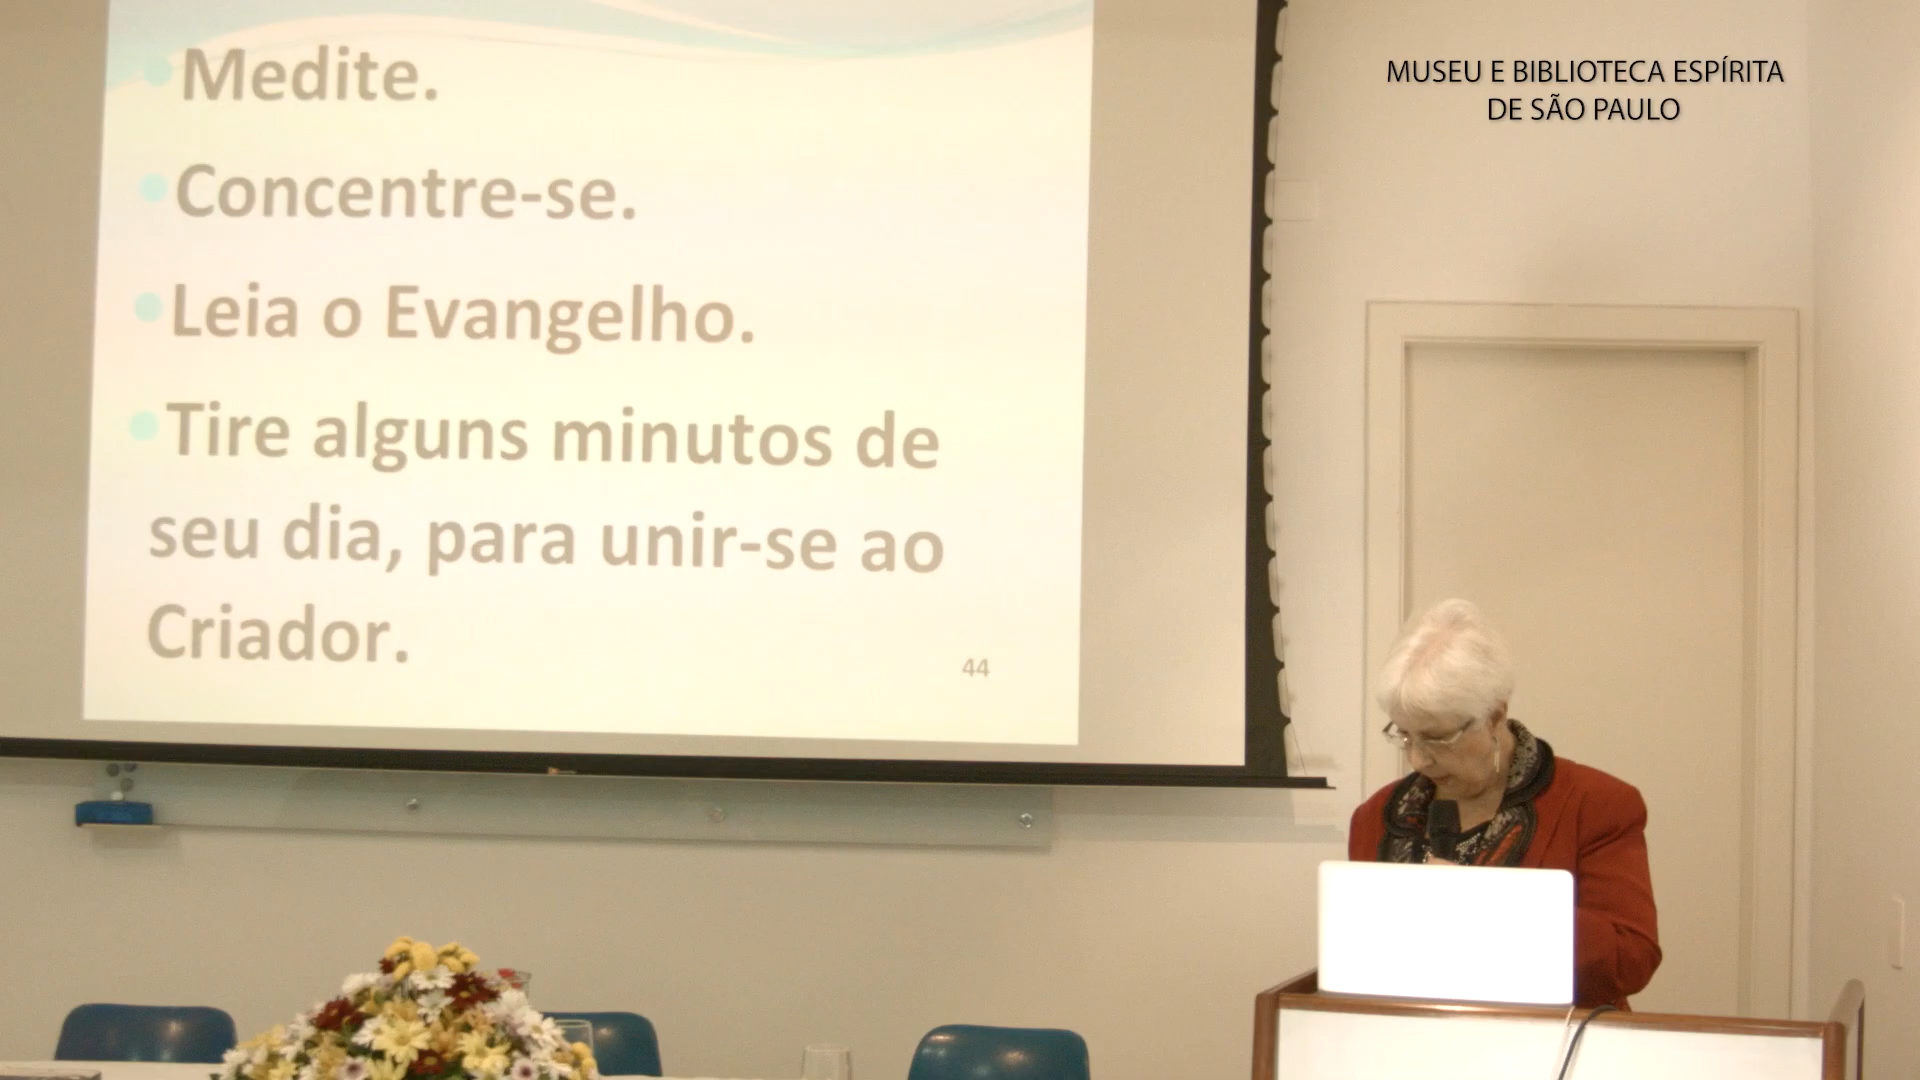 Medite.
Concentre-se.
Leia o Evangelho.
Tire alguns minutos de
seu dia, para unir-se ao
Criador.
44
MUSEU E BIBLIOTECA ESPÍRITA
DE SÃO PAULO